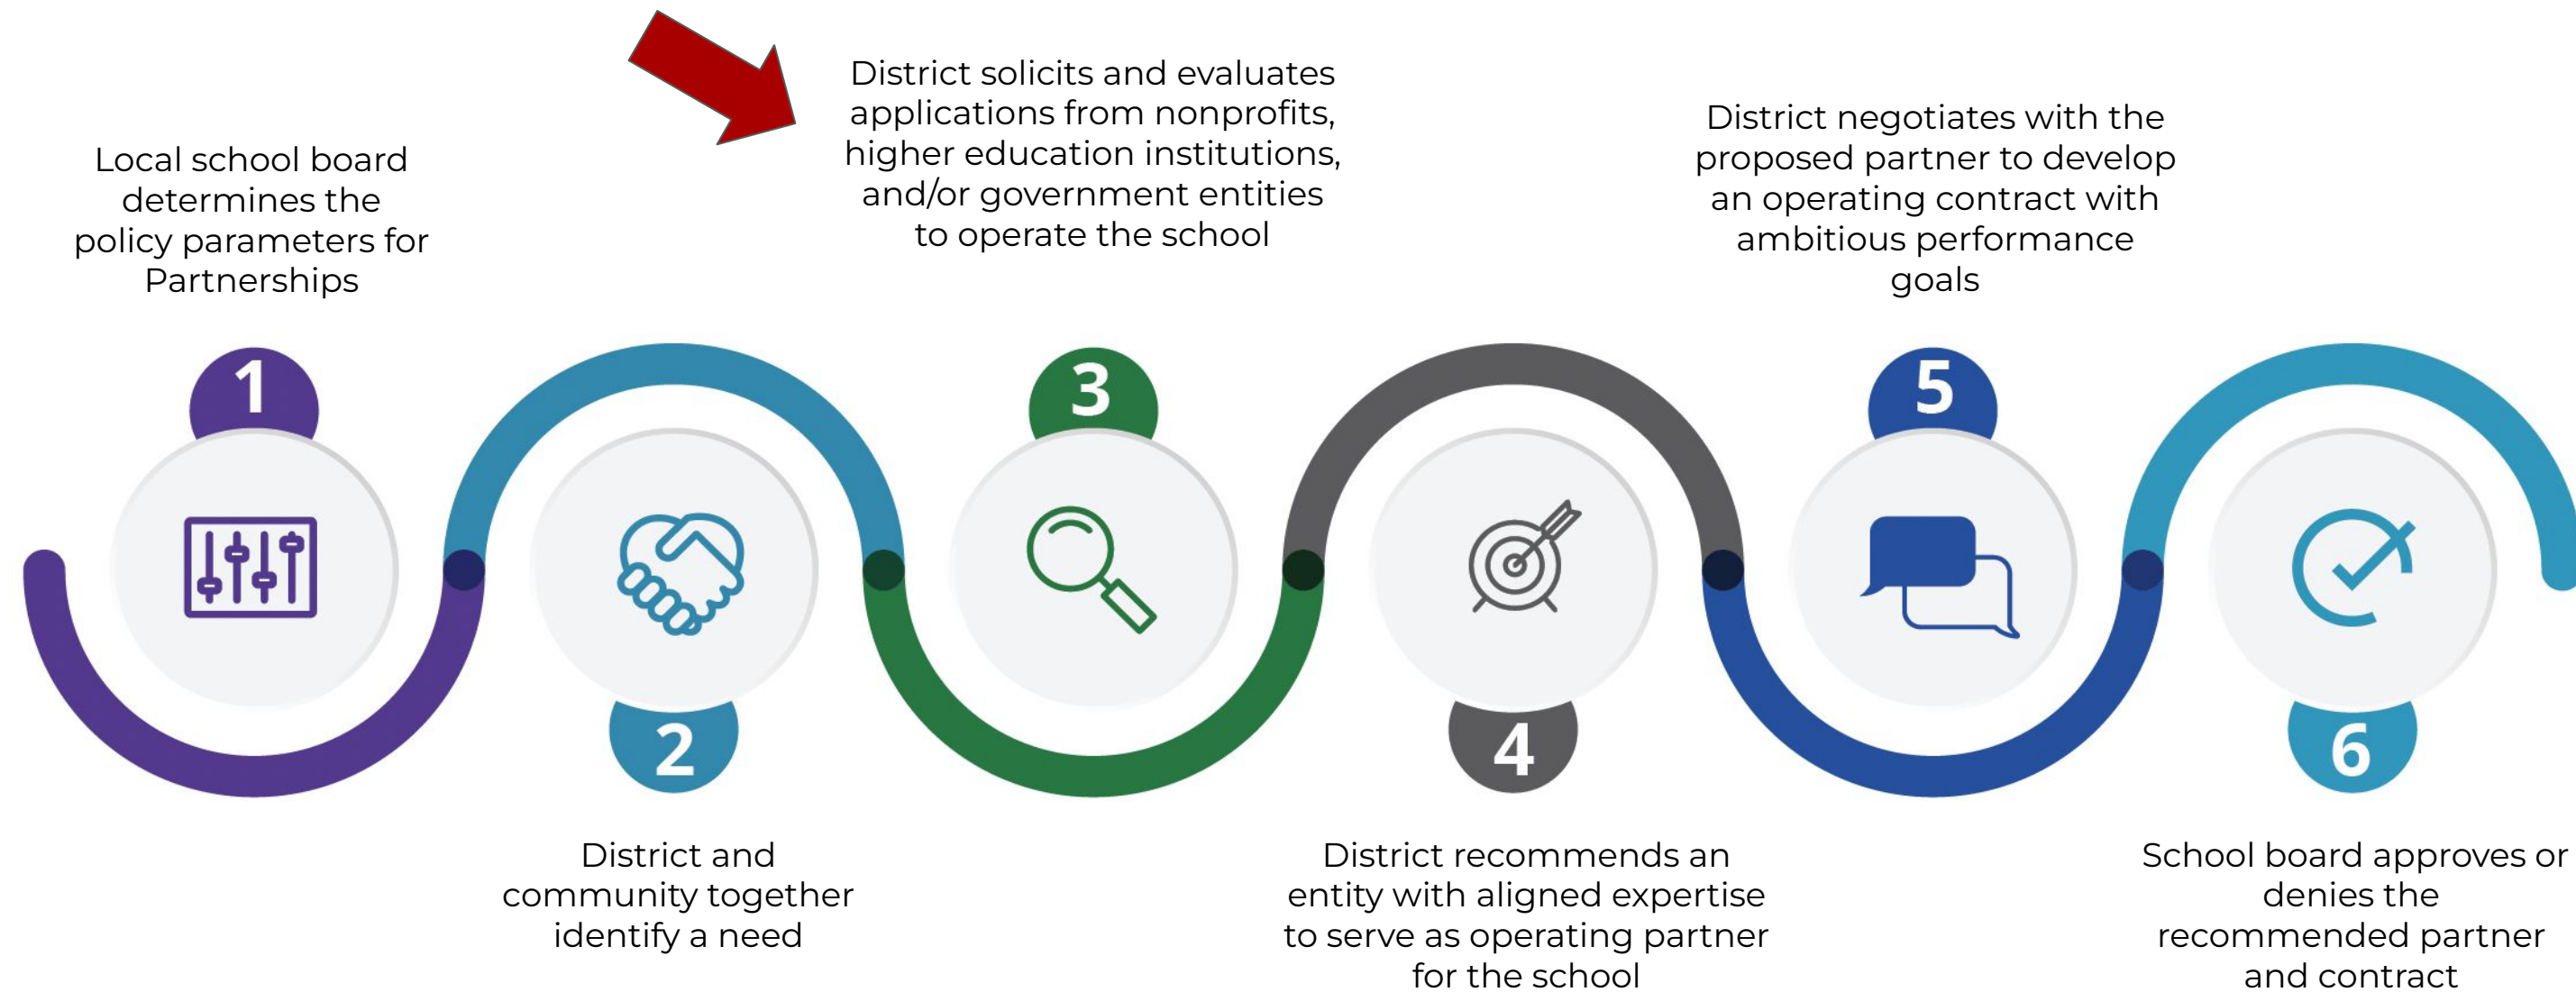 Local school board
determines the
policy parameters for
Partnerships
1
2
District and
community together
identify a need
District solicits and evaluates
applications from nonprofits,
higher education institutions,
and/or government entities
to operate the school
3
4
District recommends an
entity with aligned expertise
to serve as operating partner
for the school
District negotiates with the
proposed partner to develop
an operating contract with
ambitious performance
goals
5
6
School board approves or
denies the
recommended partner
and contract